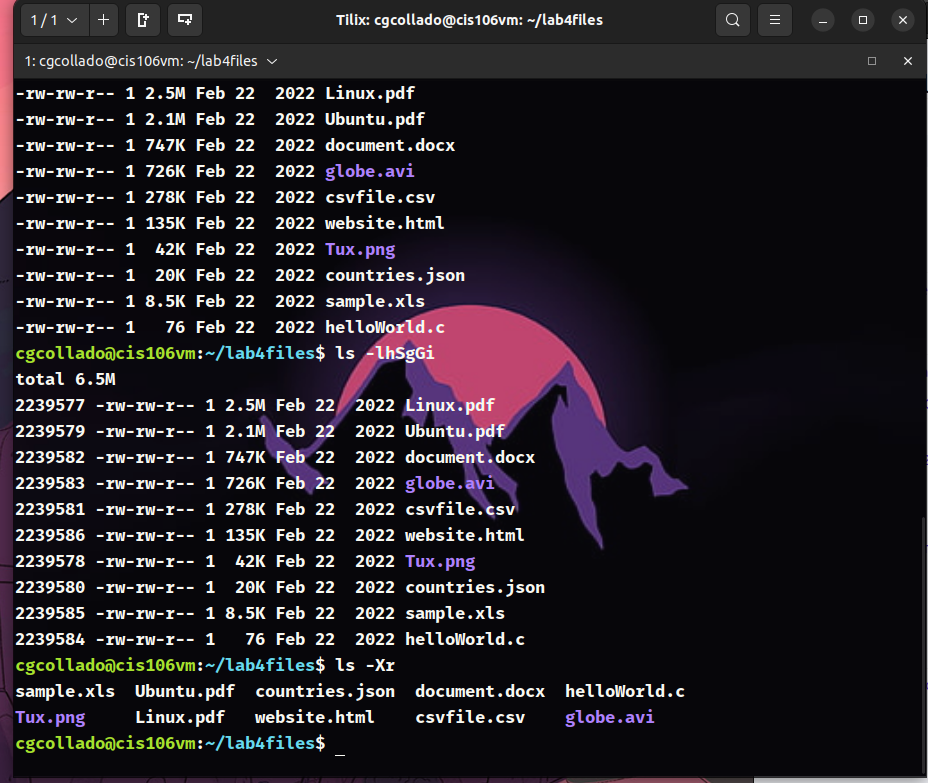 1 / 1
Tilix: cgcollado@cis106vm: ~/lab4files
1: cgcollado@cis106vm: ~/lab4files
-rw-rw-r-- 1 2.5M Feb 22  2022 Linux.pdf
-rw-rw-r-- 1 2.1M Feb 22  2022 Ubuntu.pdf
-rw-rw-r-- 1 747K Feb 22  2022 document.docx
-rw-rw-r-- 1 726K Feb 22  2022 globe.avi
-rw-rw-r-- 1 278K Feb 22  2022 csvfile.csv
-rw-rw-r-- 1 135K Feb 22  2022 website.html
-rw-rw-r-- 1  42K Feb 22  2022 Tux.png
-rw-rw-r-- 1  20K Feb 22  2022 countries.json
-rw-rw-r-- 1 8.5K Feb 22  2022 sample.xls
-rw-rw-r-- 1   76 Feb 22  2022 helloWorld.c
cgcollado@cis106vm:~/lab4files$ ls -lhSgGi
total 6.5M
2239577 -rw-rw-r-- 1 2.5M Feb 22  2022 Linux.pdf
2239579 -rw-rw-r-- 1 2.1M Feb 22  2022 Ubuntu.pdf
2239582 -rw-rw-r-- 1 747K Feb 22  2022 document.docx
2239583 -rw-rw-r-- 1 726K Feb 22  2022 globe.avi
2239581 -rw-rw-r-- 1 278K Feb 22  2022 csvfile.csv
2239586 -rw-rw-r-- 1 135K Feb 22  2022 website.html
2239578 -rw-rw-r-- 1  42K Feb 22  2022 Tux.png
2239580 -rw-rw-r-- 1  20K Feb 22  2022 countries.json
2239585 -rw-rw-r-- 1 8.5K Feb 22  2022 sample.xls
2239584 -rw-rw-r-- 1   76 Feb 22  2022 helloWorld.c
cgcollado@cis106vm:~/lab4files$ ls -Xr
sample.xls  Ubuntu.pdf  countries.json  document.docx  helloWorld.c
Tux.png     Linux.pdf  website.html    csvfile.csv    globe.avi
cgcollado@cis106vm:~/lab4files$ _